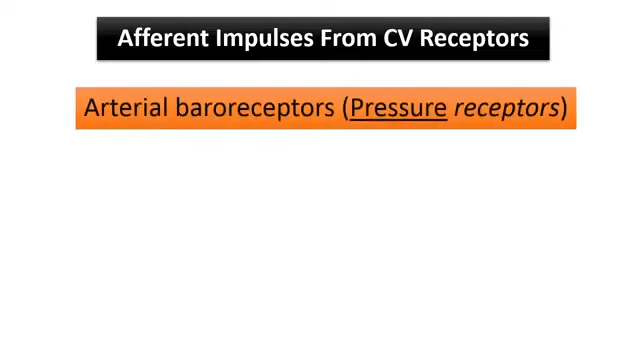 Afferent Impulses From CV Receptors
Arterial baroreceptors (Pressure receptors)